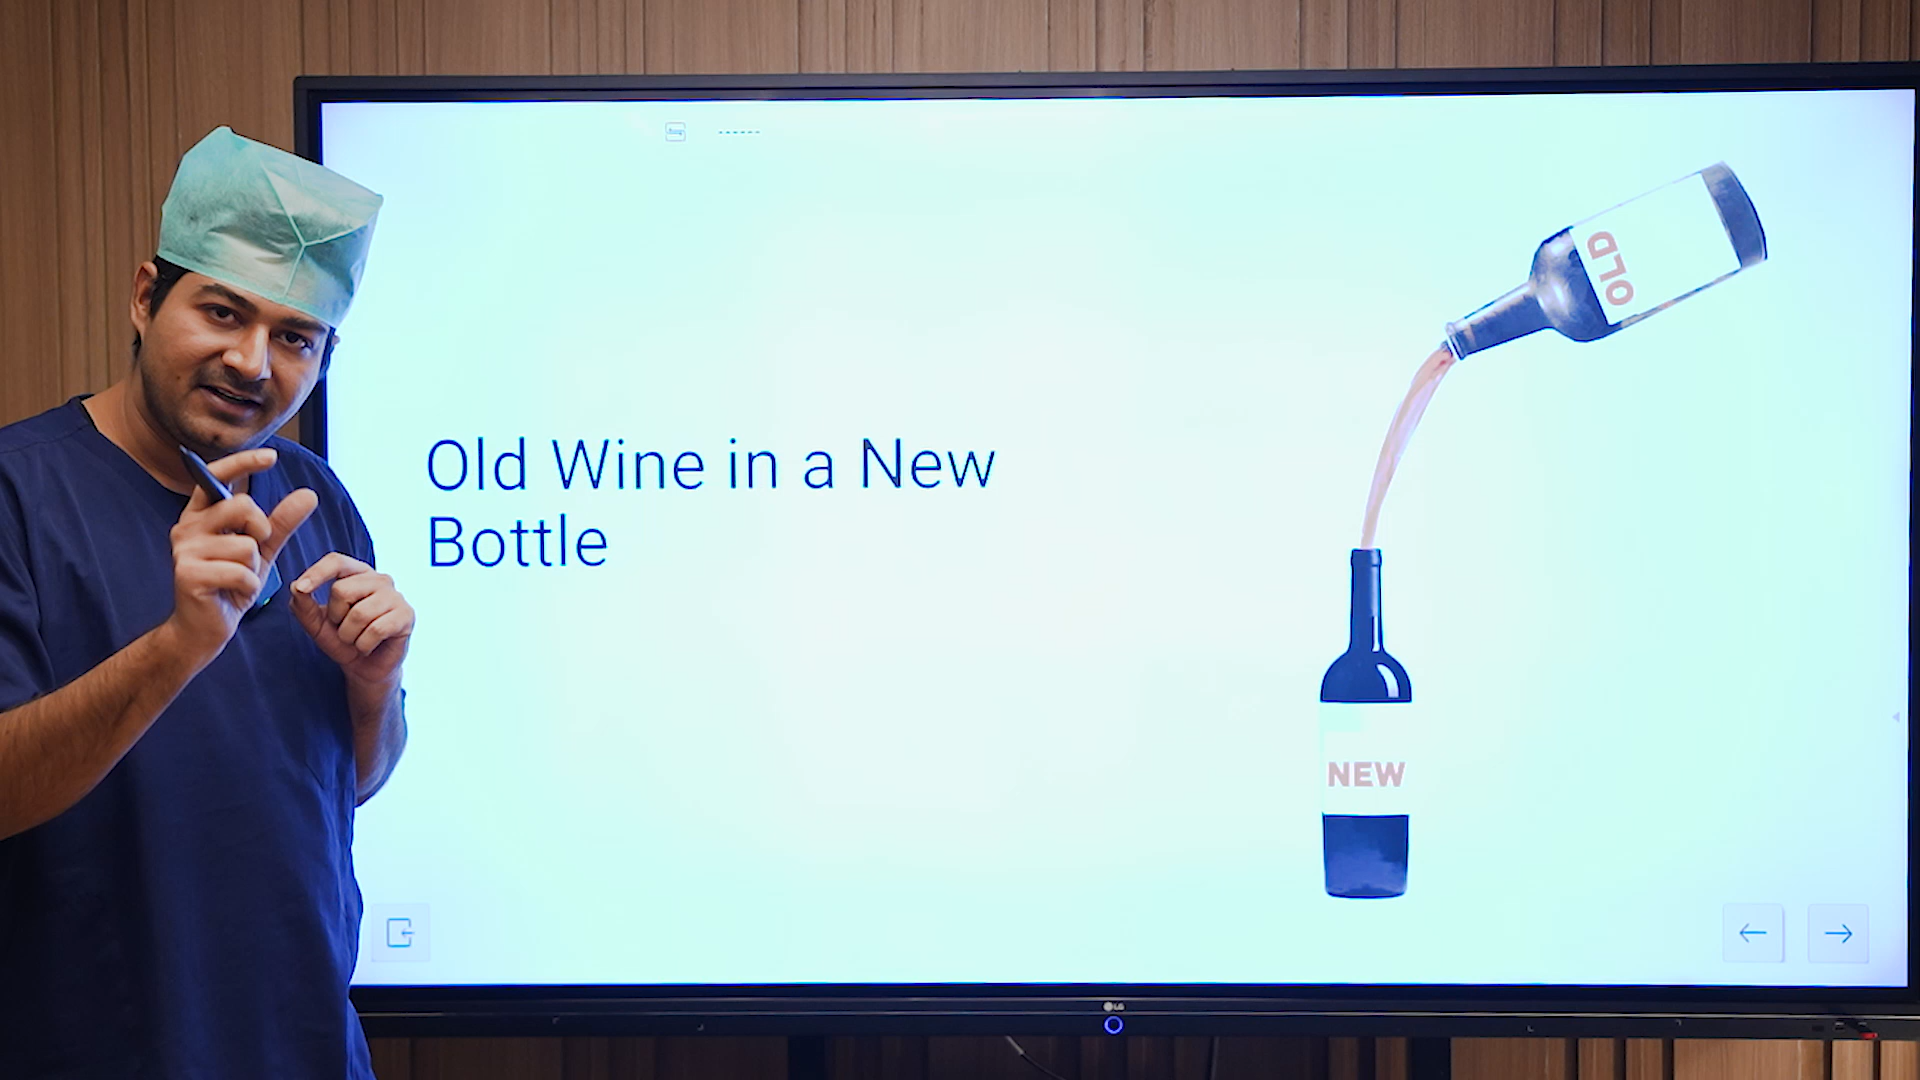 OLD
Old Wine in a New
Bottle
NEW
LG